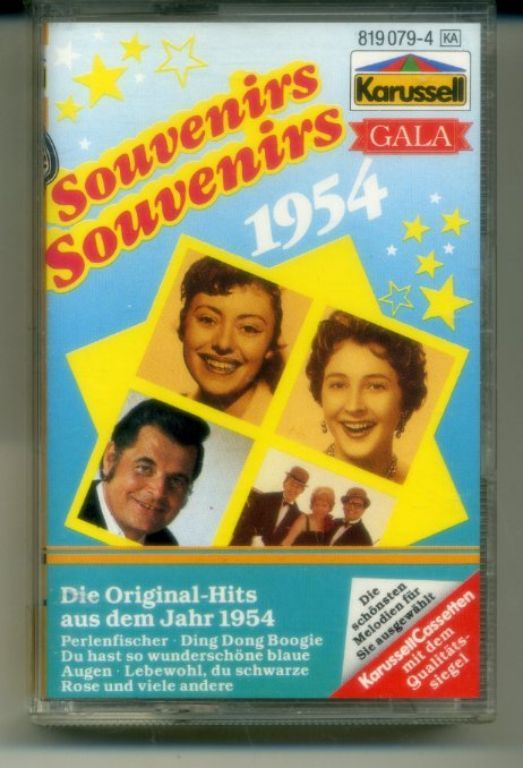 819 079-4 KA
Karussell
GALA
Souvenirs
Souvenirs
1954
Die Original-Hits
aus dem Jahr 1954
Perlenfischer · Ding Dong Boogie
Du hast so wunderschöne blaue
Augen · Lebewohl, du schwarze
Rose und viele andere
Die
schönsten
Melodien für
Sie ausgewählt
Karussell Cassetten
mit dem
Qualitäts-
siegel